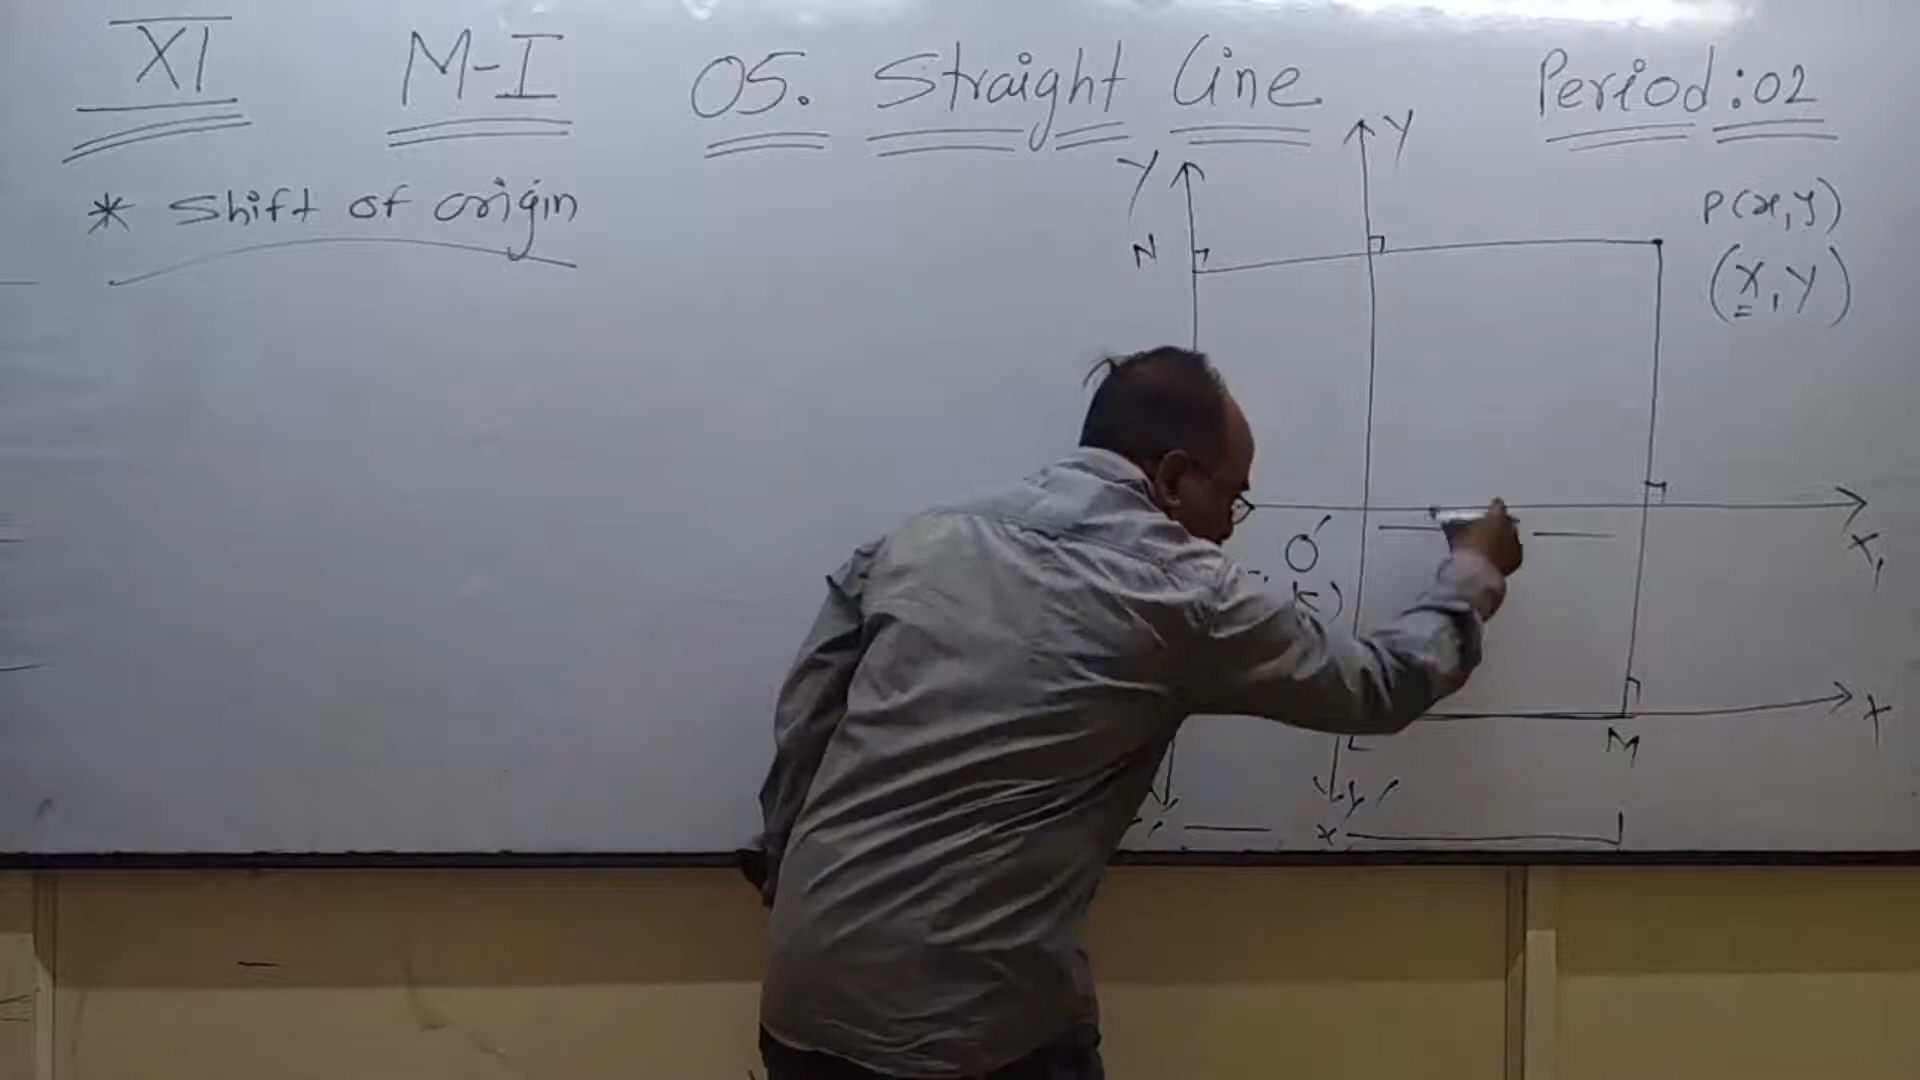 XI M-I 05. Straight Line Period:02
* Shift of origin
Y
Y
P(x,y)
(X,Y)
N
O'
K)
X,
X
L
M
y'
x